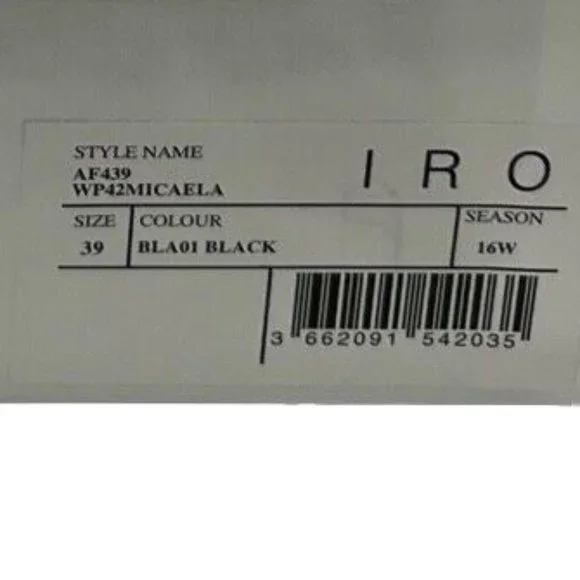 STYLE NAME
AF439
WP42MICAELA
I R O
SIZE COLOUR SEASON
39 BLA01 BLACK 16W
3 662091 542035